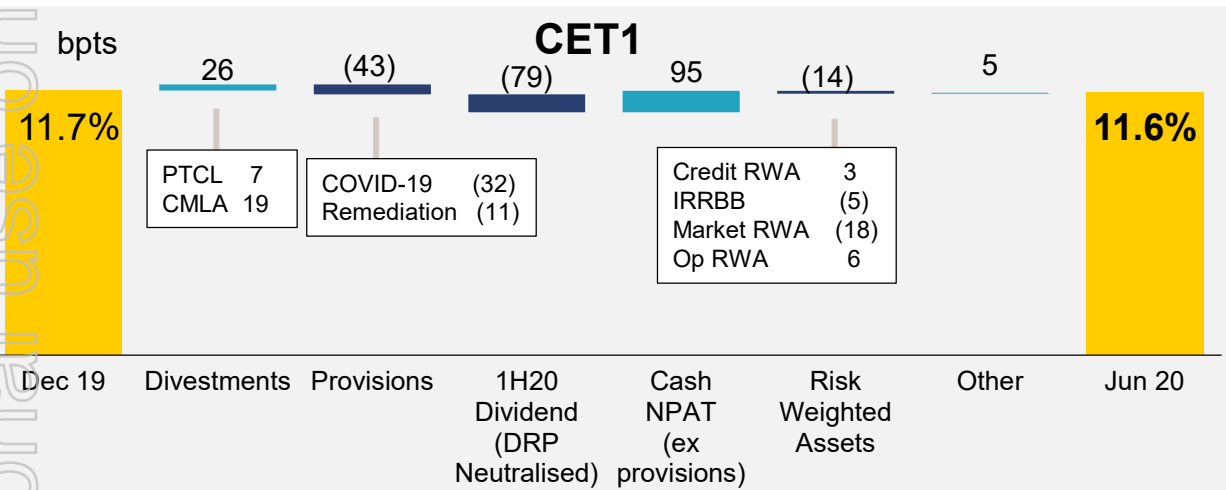 bpts
CET1
26
(43)
(79)
95
(14)
5
11.7%
11.6%
PTCL 7
CMLA 19
COVID-19 (32)
Remediation (11)
Credit RWA 3
IRRBB (5)
Market RWA (18)
Op RWA 6
Dec 19
Divestments
Provisions
1H20
Dividend
(DRP
Neutralised)
Cash
NPAT
(ex
provisions)
Risk
Weighted
Assets
Other
Jun 20
use on